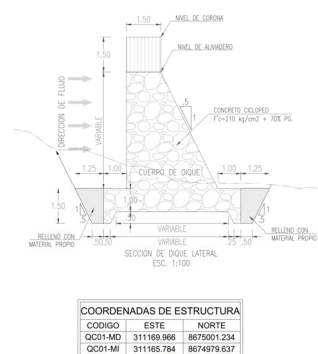 1.50
NIVEL DE CORONA
NIVEL DE ALIVIADERO
1.50
DIRECCION DE FLUJO
VARIABLE
.5
1
CONCRETO CICLOPEO
F'c=210 kg/cm2 + 70% PG.
1.25
1.00
CUERPO DE DIQUE
1.00
1.25
1.50
1.00
1
.5
1
.5
RELLENO CON
MATERIAL PROPIO
VARIABLE
RELLENO CON
MATERIAL PROPIO
.50
.30
VARIABLE
.25
.50
SECCION DE DIQUE LATERAL
ESC. 1:100
COORDENADAS DE ESTRUCTURA
CODIGO ESTE NORTE
QC01-MD 311169.966 8675001.234
QC01-MI 311165.784 8674979.637